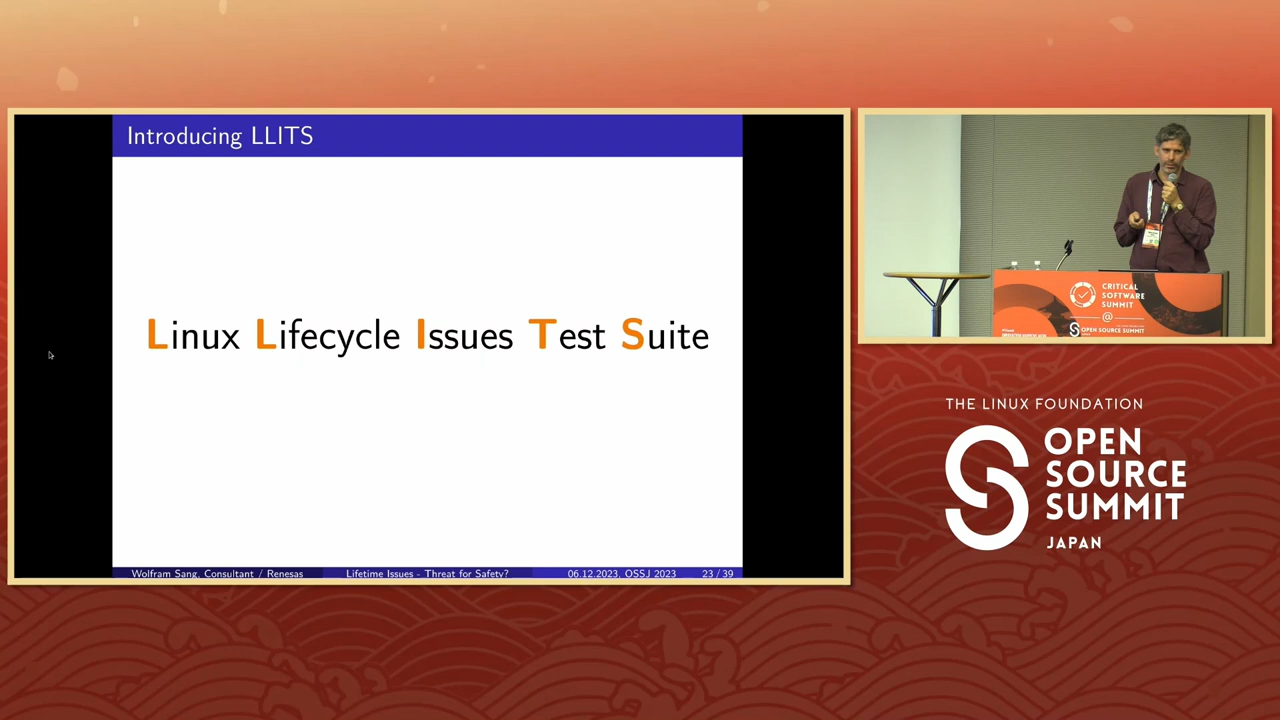 Introducing LLITS
Linux Lifecycle Issues Test Suite
Wolfram Sang, Consultant / Renesas
Lifetime Issues - Threat for Safety?
06.12.2023, OSSJ 2023
23 / 39
CRITICAL
SOFTWARE
SUMMIT
@
OPEN SOURCE SUMMIT
THE LINUX FOUNDATION
OPEN
SOURCE
SUMMIT
JAPAN